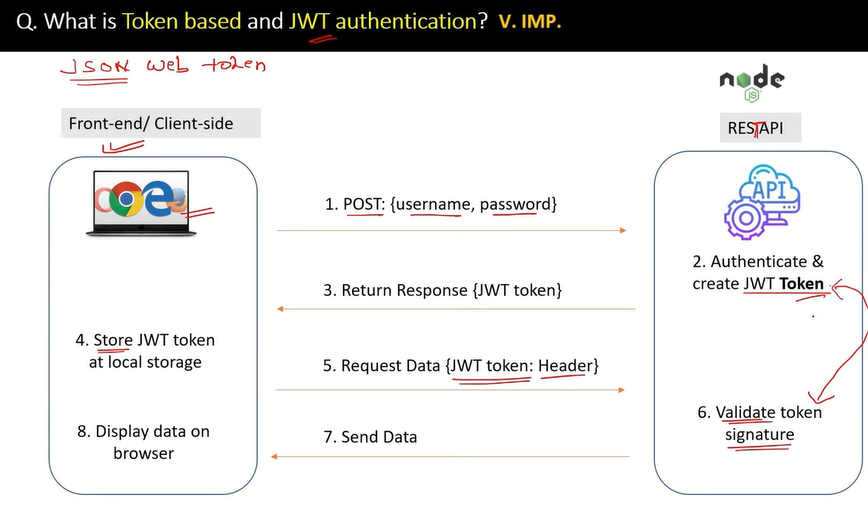 Q. What is Token based and JWT authentication? V. IMP.
JSON web token
node
JS
Front-end/ Client-side
REST API
API
1. POST: {username, password}
2. Authenticate &
create JWT Token
3. Return Response {JWT token}
4. Store JWT token
at local storage
5. Request Data {JWT token: Header}
6. Validate token
signature
7. Send Data
8. Display data on
browser